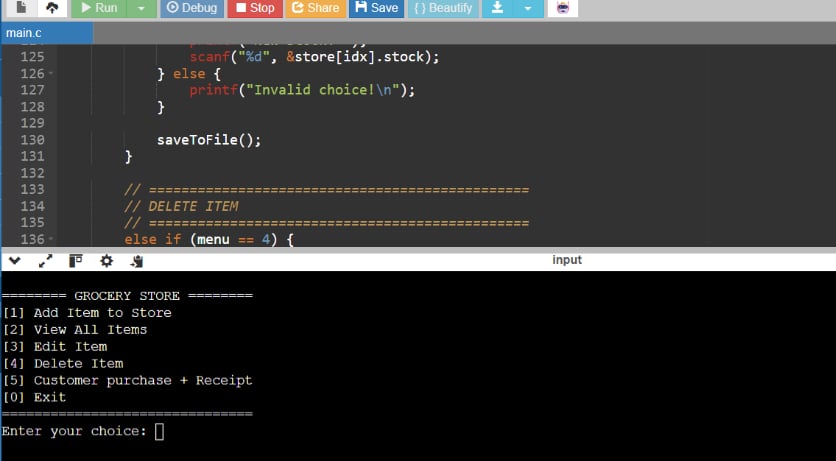 Run Debug Stop Share Save { } Beautify
main.c
125 scanf("%d", &store[idx].stock);
126 } else {
127 printf("Invalid choice!\n");
128 }
129
130 saveToFile();
131 }
132
133 // ===============================================
134 // DELETE ITEM
135 // ===============================================
136 else if (menu == 4) {
input
======== GROCERY STORE ========
[1] Add Item to Store
[2] View All Items
[3] Edit Item
[4] Delete Item
[5] Customer purchase + Receipt
[0] Exit
===============================
Enter your choice: